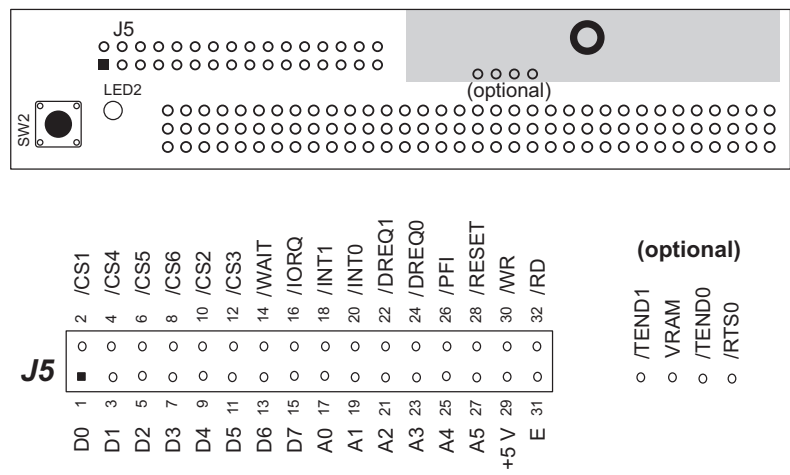 J5
LED2
SW2
(optional)
/CS1 /CS4 /CS5 /CS6 /CS2 /CS3 /WAIT /IORQ /INT1 /INT0 /DREQ1 /DREQ0 /PFI /RESET /WR /RD
2 4 6 8 10 12 14 16 18 20 22 24 26 28 30 32
J5
1 3 5 7 9 11 13 15 17 19 21 23 25 27 29 31
D0 D1 D2 D3 D4 D5 D6 D7 A0 A1 A2 A3 A4 A5 +5 V E
(optional)
/TEND1 VRAM /TEND0 /RTS0